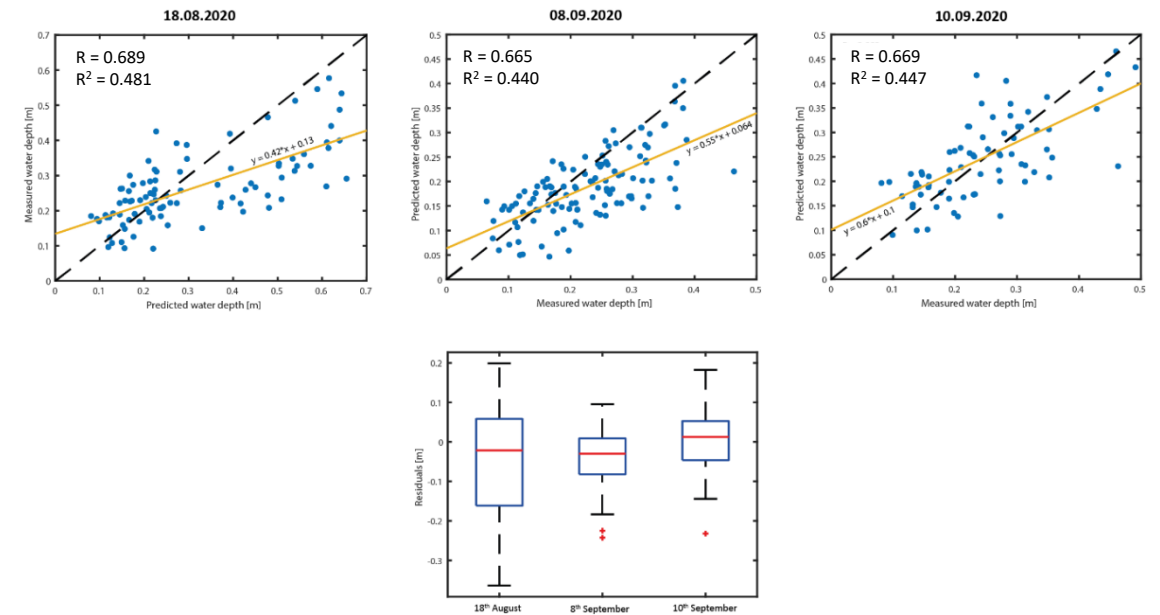 18.08.2020
R = 0.689
R² = 0.481
y = 0.42*x + 0.13
Measured water depth [m]
0.7
0.6
0.5
0.4
0.3
0.2
0.1
0
0 0.1 0.2 0.3 0.4 0.5 0.6 0.7
Predicted water depth [m]
08.09.2020
R = 0.665
R² = 0.440
y = 0.55*x + 0.064
Predicted water depth [m]
0.5
0.45
0.4
0.35
0.3
0.25
0.2
0.15
0.1
0.05
0.0
0 0.1 0.2 0.3 0.4 0.5
Measured water depth [m]
10.09.2020
R = 0.669
R² = 0.447
y = 0.6*x + 0.1
Predicted water depth [m]
0.5
0.45
0.4
0.35
0.3
0.25
0.2
0.15
0.1
0.05
0
0 0.1 0.2 0.3 0.4 0.5
Measured water depth [m]
Residuals [m]
0.2
0.1
0
-0.1
-0.2
-0.3
18th August 8th September 10th September